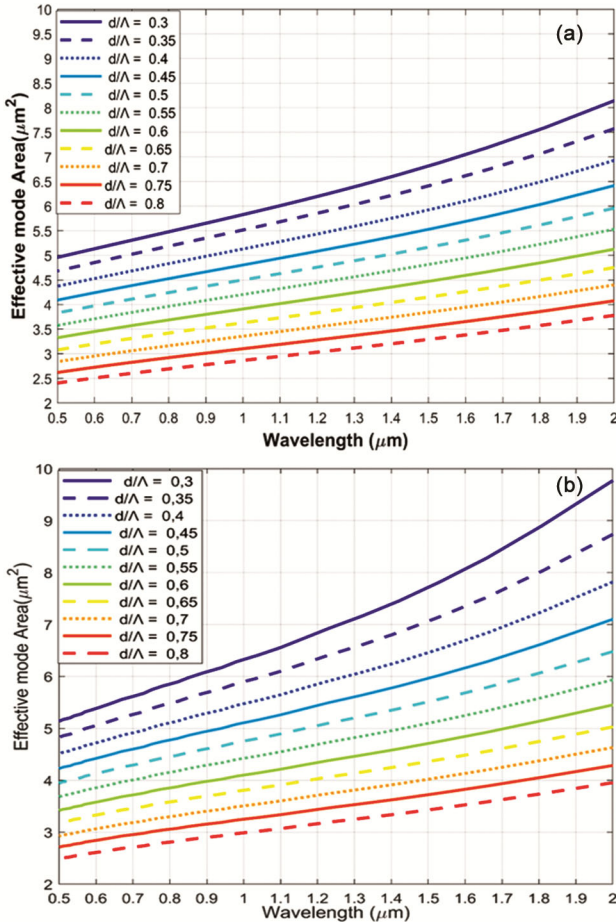 (a)
d/Λ = 0.3
d/Λ = 0.35
d/Λ = 0.4
d/Λ = 0.45
d/Λ = 0.5
d/Λ = 0.55
d/Λ = 0.6
d/Λ = 0.65
d/Λ = 0.7
d/Λ = 0.75
d/Λ = 0.8
Effective mode Area(μm²)
10
9.5
9
8.5
8
7.5
7
6.5
6
5.5
5
4.5
4
3.5
3
2.5
2
0.5 0.6 0.7 0.8 0.9 1 1.1 1.2 1.3 1.4 1.5 1.6 1.7 1.8 1.9 2
Wavelength (μm)
(b)
d/Λ = 0,3
d/Λ = 0,35
d/Λ = 0,4
d/Λ = 0,45
d/Λ = 0,5
d/Λ = 0,55
d/Λ = 0,6
d/Λ = 0,65
d/Λ = 0,7
d/Λ = 0,75
d/Λ = 0,8
Effective mode Area(μm²)
10
9
8
7
6
5
4
3
2
0.5 0.6 0.7 0.8 0.9 1 1.1 1.2 1.3 1.4 1.5 1.6 1.7 1.8 1.9 2
Wavelength (μm)